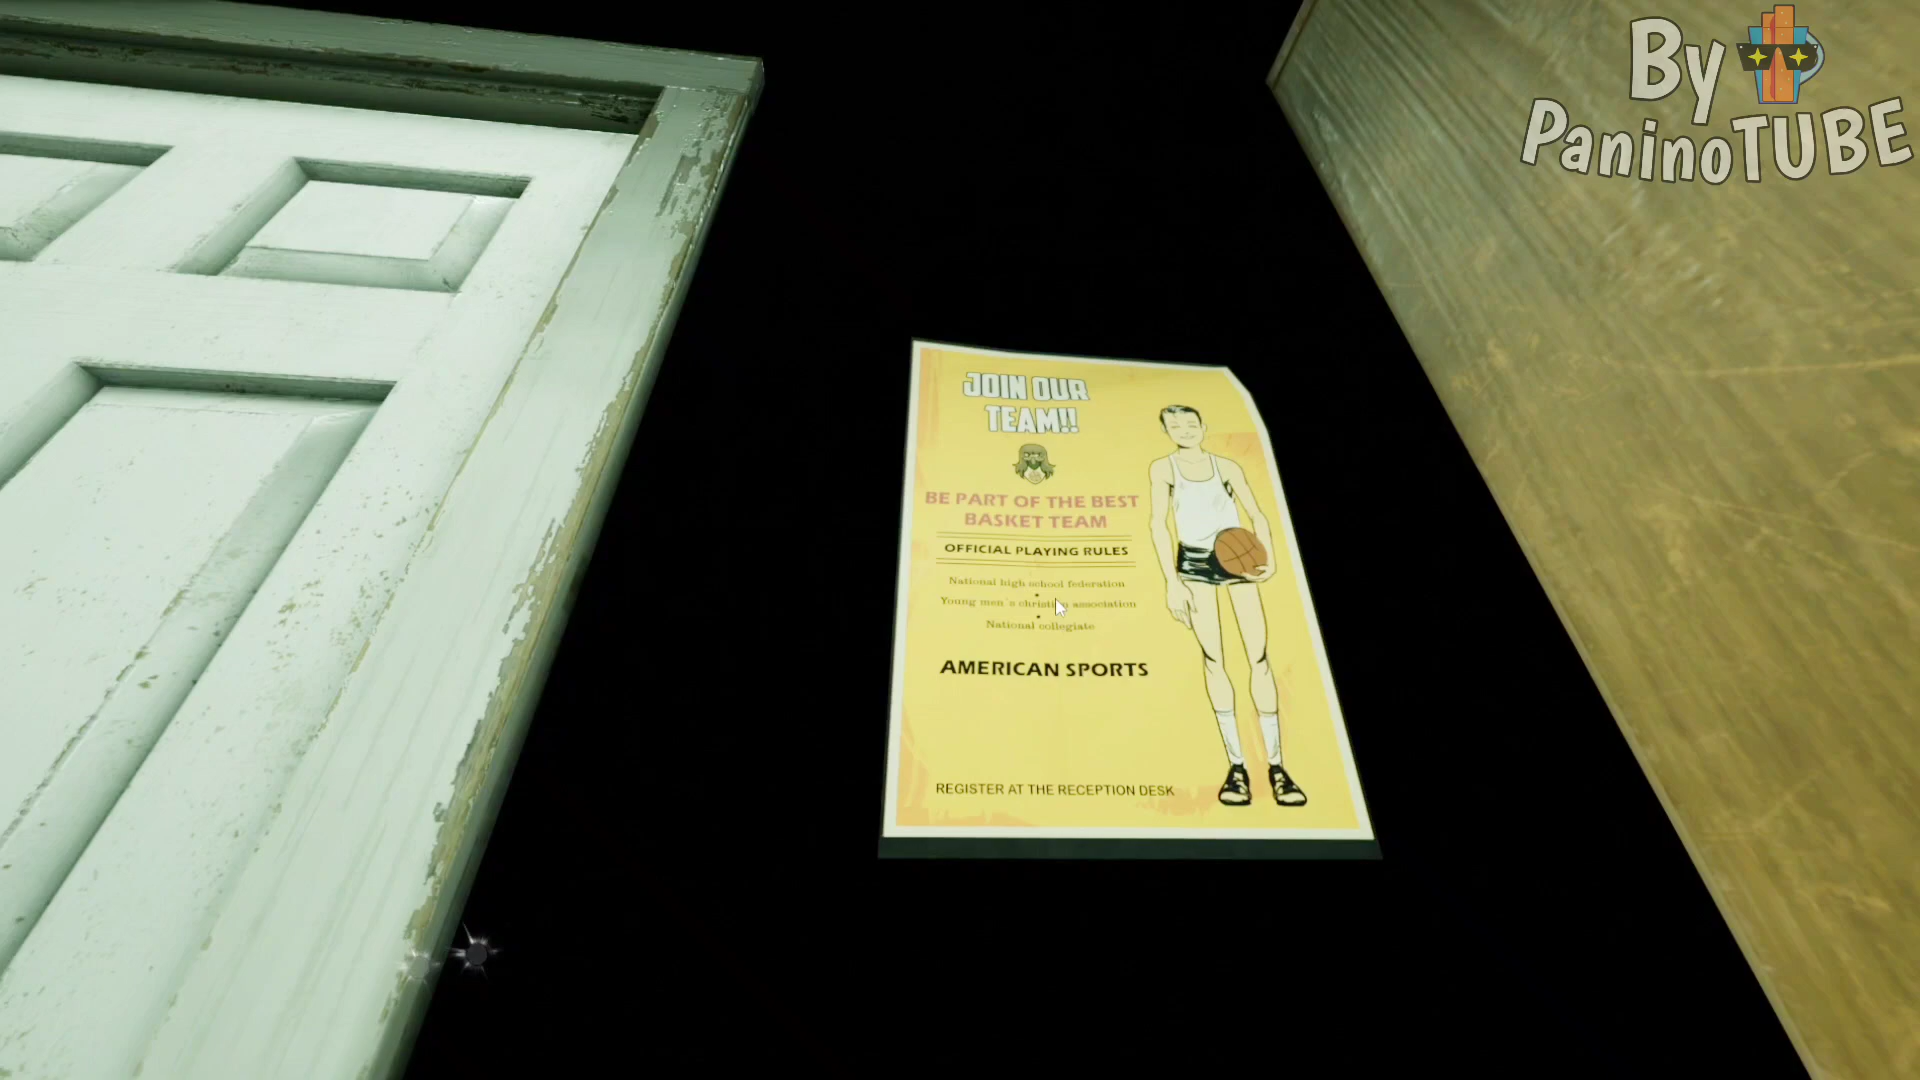 By
PaninoTUBE
JOIN OUR
TEAM!!
BE PART OF THE BEST
BASKET TEAM
OFFICIAL PLAYING RULES
National high school federation
Young men's christian association
National collegiate
AMERICAN SPORTS
REGISTER AT THE RECEPTION DESK